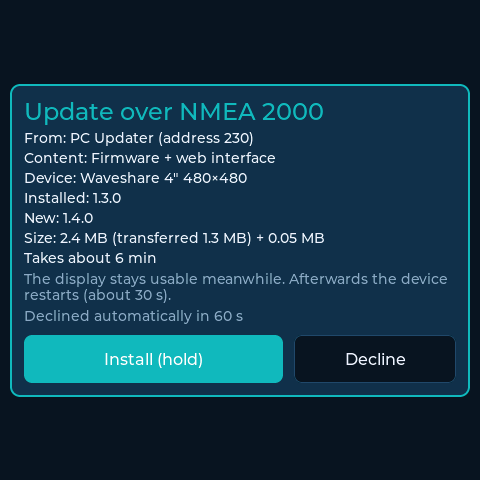 Update over NMEA 2000
From: PC Updater (address 230)
Content: Firmware + web interface
Device: Waveshare 4" 480×480
Installed: 1.3.0
New: 1.4.0
Size: 2.4 MB (transferred 1.3 MB) + 0.05 MB
Takes about 6 min
The display stays usable meanwhile. Afterwards the device
restarts (about 30 s).
Declined automatically in 60 s
Install (hold)
Decline